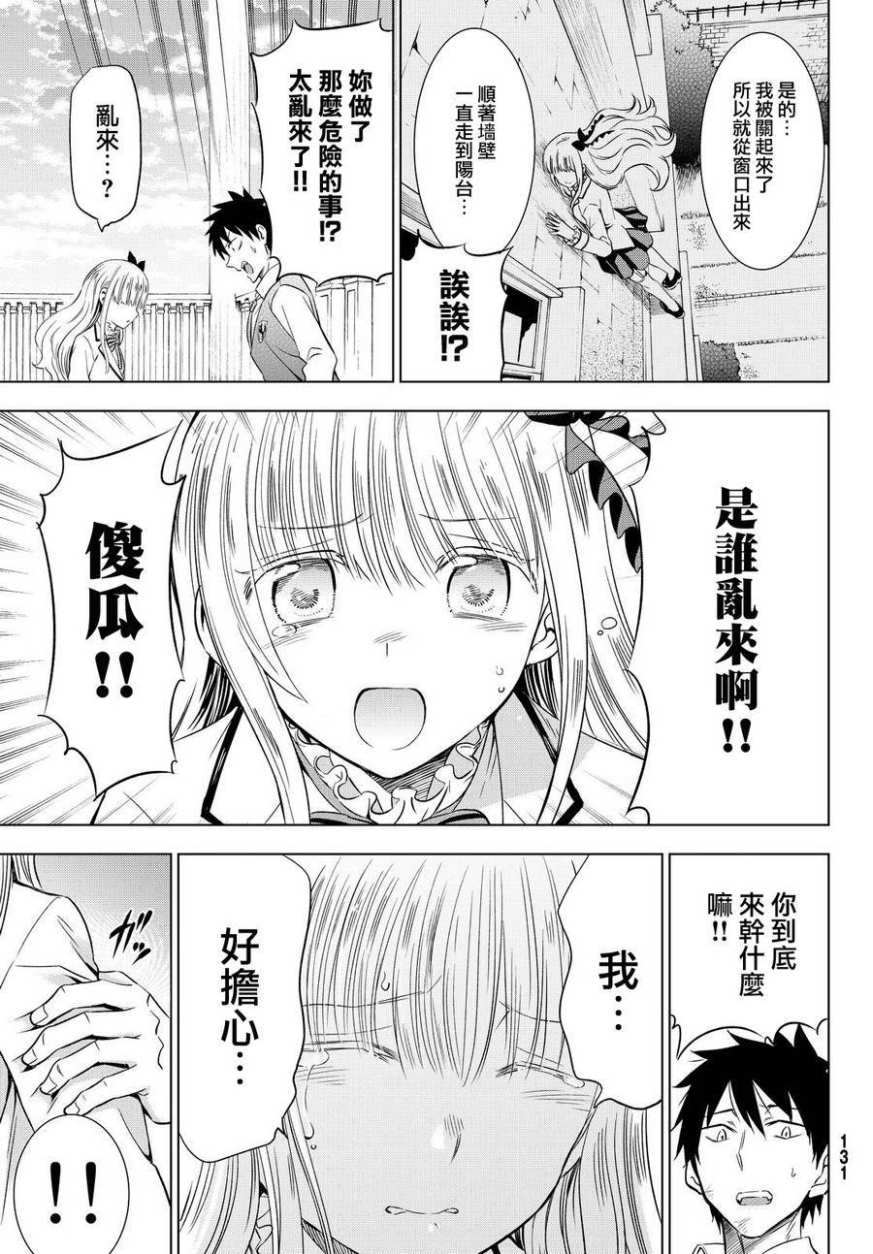 是的…
我被關起來了
所以就從窗口出來
順著墙壁
一直走到陽台…
誒誒!?
妳做了
那麼危險的事!?
太亂來了!!
亂來…?
是誰亂來啊!!
傻瓜!!
你到底
來幹什麼
嘛!!
我…
好擔心…
ガッ
!!
131